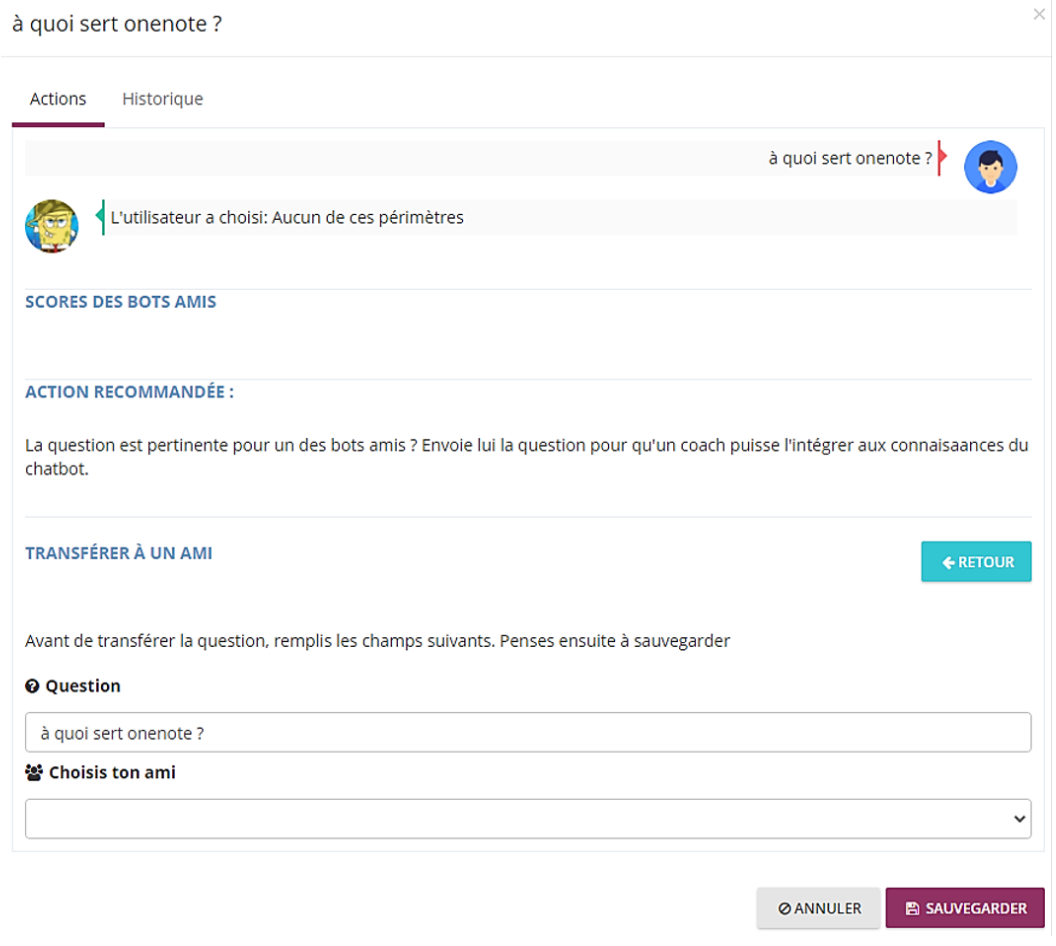 à quoi sert onenote ?
×
Actions
Historique
à quoi sert onenote ?
L'utilisateur a choisi: Aucun de ces périmètres
SCORES DES BOTS AMIS
ACTION RECOMMANDÉE :
La question est pertinente pour un des bots amis ? Envoie lui la question pour qu'un coach puisse l'intégrer aux connaisaances du
chatbot.
TRANSFÉRER À UN AMI
RETOUR
Avant de transférer la question, remplis les champs suivants. Penses ensuite à sauvegarder
Question
à quoi sert onenote ?
Choisis ton ami
ANNULER
SAUVEGARDER